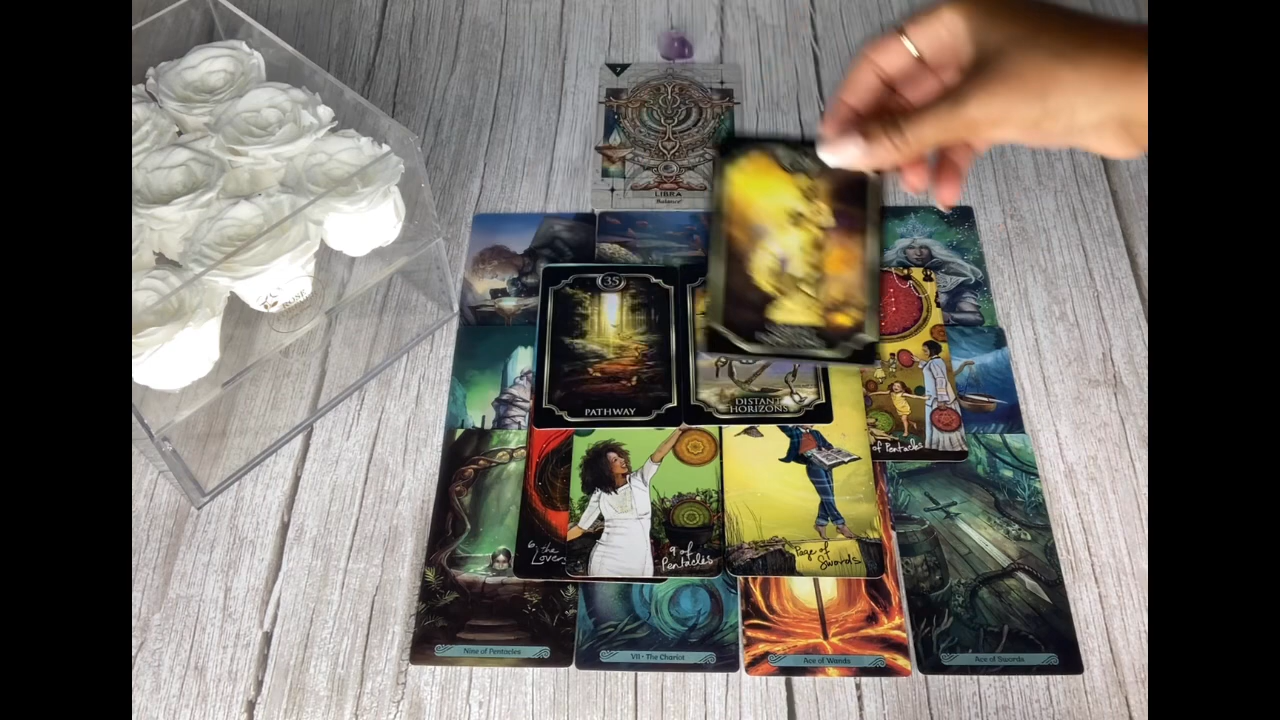 7
LIBRA
Balance
35
PATHWAY
DISTANT
HORIZONS
of Pentacles
6 the
Lovers
9 of
Pentacles
Page of
Swords
Nine of Pentacles
VII • The Chariot
Ace of Wands
Ace of Swords